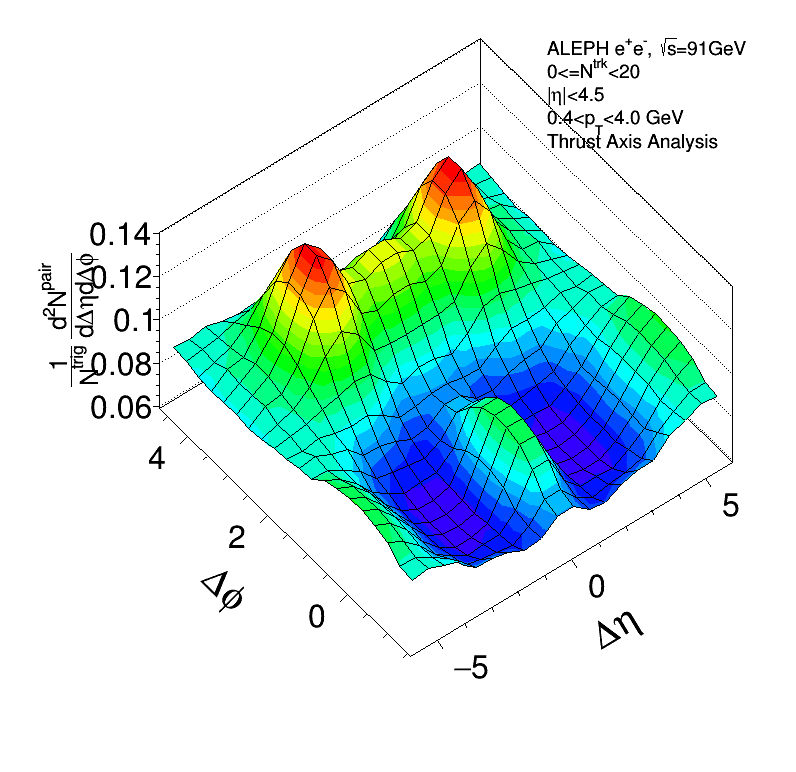 ALEPH e⁺e⁻, √s=91GeV
0<=Nᵗʳᵏ<20
|η|<4.5
0.4<p_T<4.0 GeV
Thrust Axis Analysis
1/N^trig d²N^pair/dΔηdΔφ
0.14
0.12
0.1
0.08
0.06
4
2
0
Δφ
−5
0
5
Δη